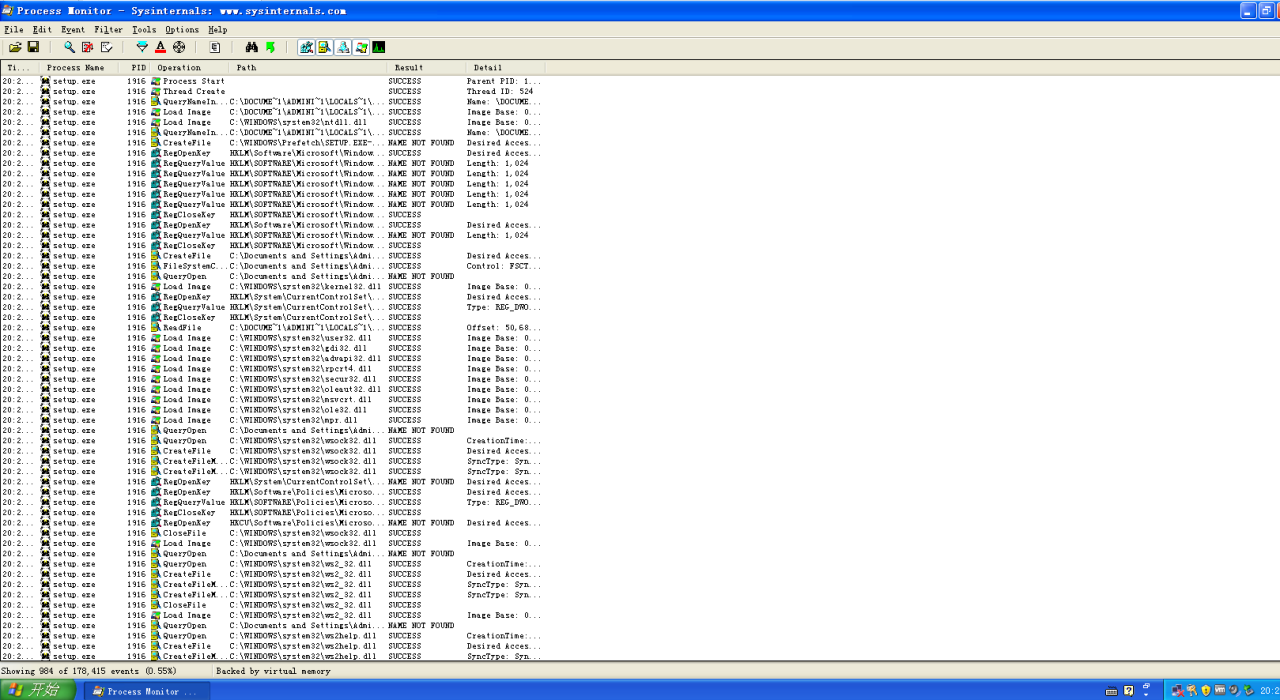 Process Monitor - Sysinternals: www.sysinternals.com
File Edit Event Filter Tools Options Help
Ti... Process Name PID Operation Path Result Detail
20:2... setup.exe 1916 Process Start SUCCESS Parent PID: 1...
20:2... setup.exe 1916 Thread Create SUCCESS Thread ID: 524
20:2... setup.exe 1916 QueryNameIn... C:\DOCUME~1\ADMINI~1\LOCALS~1\... SUCCESS Name: \DOCUME...
20:2... setup.exe 1916 Load Image C:\DOCUME~1\ADMINI~1\LOCALS~1\... SUCCESS Image Base: 0...
20:2... setup.exe 1916 Load Image C:\WINDOWS\system32\ntdll.dll SUCCESS Image Base: 0...
20:2... setup.exe 1916 QueryNameIn... C:\DOCUME~1\ADMINI~1\LOCALS~1\... SUCCESS Name: \DOCUME...
20:2... setup.exe 1916 CreateFile C:\WINDOWS\Prefetch\SETUP.EXE-... NAME NOT FOUND Desired Acces...
20:2... setup.exe 1916 RegOpenKey HKLM\Software\Microsoft\Window... SUCCESS Desired Acces...
20:2... setup.exe 1916 RegQueryValue HKLM\SOFTWARE\Microsoft\Window... NAME NOT FOUND Length: 1,024
20:2... setup.exe 1916 RegQueryValue HKLM\SOFTWARE\Microsoft\Window... NAME NOT FOUND Length: 1,024
20:2... setup.exe 1916 RegQueryValue HKLM\SOFTWARE\Microsoft\Window... NAME NOT FOUND Length: 1,024
20:2... setup.exe 1916 RegQueryValue HKLM\SOFTWARE\Microsoft\Window... NAME NOT FOUND Length: 1,024
20:2... setup.exe 1916 RegQueryValue HKLM\SOFTWARE\Microsoft\Window... NAME NOT FOUND Length: 1,024
20:2... setup.exe 1916 RegCloseKey HKLM\SOFTWARE\Microsoft\Window... SUCCESS
20:2... setup.exe 1916 RegOpenKey HKLM\Software\Microsoft\Window... SUCCESS Desired Acces...
20:2... setup.exe 1916 RegQueryValue HKLM\SOFTWARE\Microsoft\Window... NAME NOT FOUND Length: 1,024
20:2... setup.exe 1916 RegCloseKey HKLM\SOFTWARE\Microsoft\Window... SUCCESS
20:2... setup.exe 1916 CreateFile C:\Documents and Settings\Admi... SUCCESS Desired Acces...
20:2... setup.exe 1916 FileSystemC... C:\Documents and Settings\Admi... SUCCESS Control: FSCT...
20:2... setup.exe 1916 QueryOpen C:\Documents and Settings\Admi... NAME NOT FOUND
20:2... setup.exe 1916 Load Image C:\WINDOWS\system32\kernel32.dll SUCCESS Image Base: 0...
20:2... setup.exe 1916 RegOpenKey HKLM\System\CurrentControlSet\... SUCCESS Desired Acces...
20:2... setup.exe 1916 RegQueryValue HKLM\System\CurrentControlSet\... SUCCESS Type: REG_DWO...
20:2... setup.exe 1916 RegCloseKey HKLM\System\CurrentControlSet\... SUCCESS
20:2... setup.exe 1916 ReadFile C:\DOCUME~1\ADMINI~1\LOCALS~1\... SUCCESS Offset: 50,68...
20:2... setup.exe 1916 Load Image C:\WINDOWS\system32\user32.dll SUCCESS Image Base: 0...
20:2... setup.exe 1916 Load Image C:\WINDOWS\system32\gdi32.dll SUCCESS Image Base: 0...
20:2... setup.exe 1916 Load Image C:\WINDOWS\system32\advapi32.dll SUCCESS Image Base: 0...
20:2... setup.exe 1916 Load Image C:\WINDOWS\system32\rpcrt4.dll SUCCESS Image Base: 0...
20:2... setup.exe 1916 Load Image C:\WINDOWS\system32\secur32.dll SUCCESS Image Base: 0...
20:2... setup.exe 1916 Load Image C:\WINDOWS\system32\oleaut32.dll SUCCESS Image Base: 0...
20:2... setup.exe 1916 Load Image C:\WINDOWS\system32\msvcrt.dll SUCCESS Image Base: 0...
20:2... setup.exe 1916 Load Image C:\WINDOWS\system32\ole32.dll SUCCESS Image Base: 0...
20:2... setup.exe 1916 Load Image C:\WINDOWS\system32\mpr.dll SUCCESS Image Base: 0...
20:2... setup.exe 1916 QueryOpen C:\Documents and Settings\Admi... NAME NOT FOUND
20:2... setup.exe 1916 QueryOpen C:\WINDOWS\system32\wsock32.dll SUCCESS CreationTime:...
20:2... setup.exe 1916 CreateFile C:\WINDOWS\system32\wsock32.dll SUCCESS Desired Acces...
20:2... setup.exe 1916 CreateFileM... C:\WINDOWS\system32\wsock32.dll SUCCESS SyncType: Syn...
20:2... setup.exe 1916 CreateFileM... C:\WINDOWS\system32\wsock32.dll SUCCESS SyncType: Syn...
20:2... setup.exe 1916 RegOpenKey HKLM\System\CurrentControlSet\... NAME NOT FOUND Desired Acces...
20:2... setup.exe 1916 RegOpenKey HKLM\Software\Policies\Microso... SUCCESS Desired Acces...
20:2... setup.exe 1916 RegQueryValue HKLM\SOFTWARE\Policies\Microso... SUCCESS Type: REG_DWO...
20:2... setup.exe 1916 RegCloseKey HKLM\SOFTWARE\Policies\Microso... SUCCESS
20:2... setup.exe 1916 RegOpenKey HKCU\Software\Policies\Microso... NAME NOT FOUND Desired Acces...
20:2... setup.exe 1916 CloseFile C:\WINDOWS\system32\wsock32.dll SUCCESS
20:2... setup.exe 1916 Load Image C:\WINDOWS\system32\wsock32.dll SUCCESS Image Base: 0...
20:2... setup.exe 1916 QueryOpen C:\Documents and Settings\Admi... NAME NOT FOUND
20:2... setup.exe 1916 QueryOpen C:\WINDOWS\system32\ws2_32.dll SUCCESS CreationTime:...
20:2... setup.exe 1916 CreateFile C:\WINDOWS\system32\ws2_32.dll SUCCESS Desired Acces...
20:2... setup.exe 1916 CreateFileM... C:\WINDOWS\system32\ws2_32.dll SUCCESS SyncType: Syn...
20:2... setup.exe 1916 CreateFileM... C:\WINDOWS\system32\ws2_32.dll SUCCESS SyncType: Syn...
20:2... setup.exe 1916 CloseFile C:\WINDOWS\system32\ws2_32.dll SUCCESS
20:2... setup.exe 1916 Load Image C:\WINDOWS\system32\ws2_32.dll SUCCESS Image Base: 0...
20:2... setup.exe 1916 QueryOpen C:\Documents and Settings\Admi... NAME NOT FOUND
20:2... setup.exe 1916 QueryOpen C:\WINDOWS\system32\ws2help.dll SUCCESS CreationTime:...
20:2... setup.exe 1916 CreateFile C:\WINDOWS\system32\ws2help.dll SUCCESS Desired Acces...
20:2... setup.exe 1916 CreateFileM... C:\WINDOWS\system32\ws2help.dll SUCCESS SyncType: Syn...
Showing 984 of 178,415 events (0.55%) Backed by virtual memory
开始 Process Monitor ... 20:2